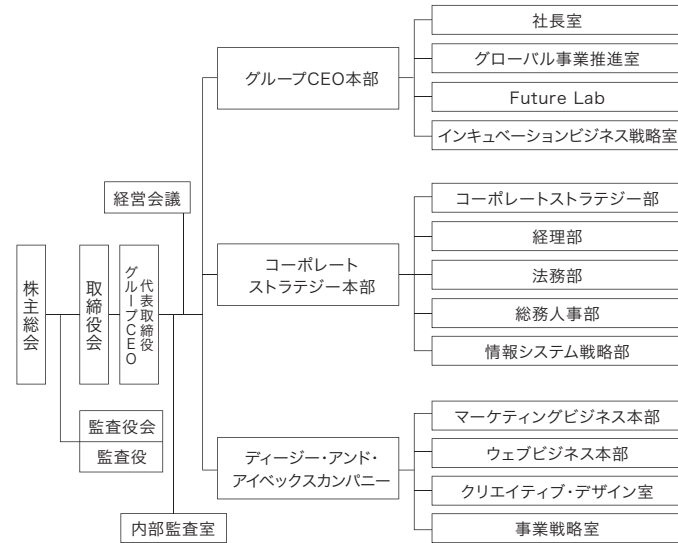 株主総会
取締役会
代表取締役
グループCEO
経営会議
監査役会
監査役
内部監査室
グループCEO本部
社長室
グローバル事業推進室
Future Lab
インキュベーションビジネス戦略室
コーポレート
ストラテジー本部
コーポレートストラテジー部
経理部
法務部
総務人事部
情報システム戦略部
ディージー・アンド・
アイベックスカンパニー
マーケティングビジネス本部
ウェブビジネス本部
クリエイティブ・デザイン室
事業戦略室